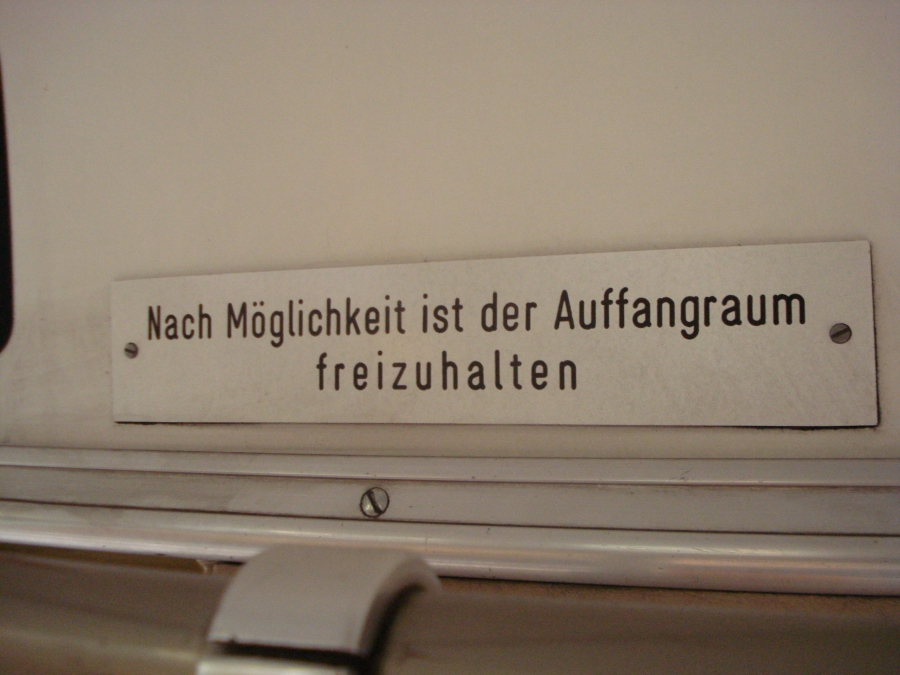 Nach Möglichkeit ist der Auffangraum
freizuhalten